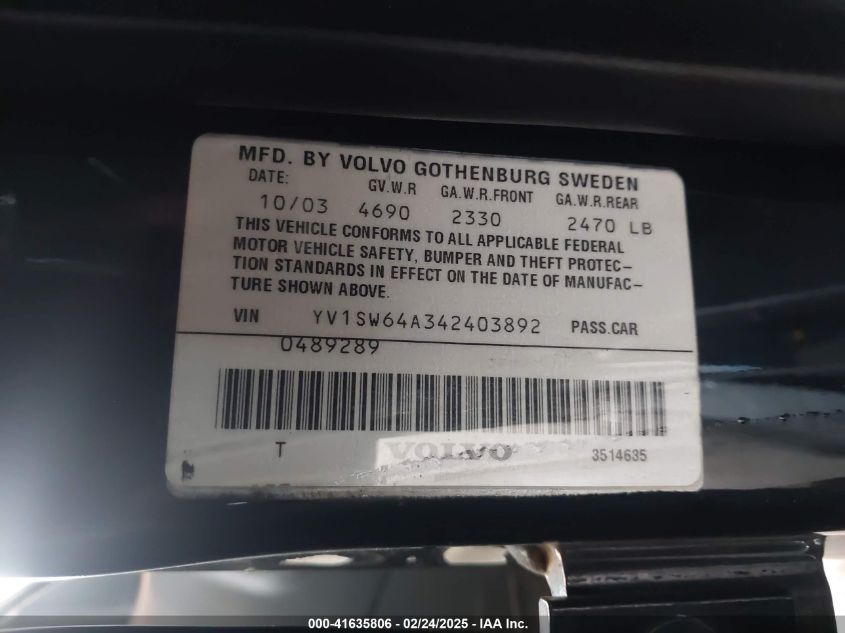 MFD. BY VOLVO GOTHENBURG SWEDEN
DATE: GV.W.R GA.W.R.FRONT GA.W.R.REAR
10/03 4690 2330 2470 LB
THIS VEHICLE CONFORMS TO ALL APPLICABLE FEDERAL
MOTOR VEHICLE SAFETY, BUMPER AND THEFT PROTEC-
TION STANDARDS IN EFFECT ON THE DATE OF MANUFAC-
TURE SHOWN ABOVE.
VIN YV1SW64A342403892 PASS.CAR
0489289
T VOLVO 3514635
000-41635806 - 02/24/2025 - IAA Inc.